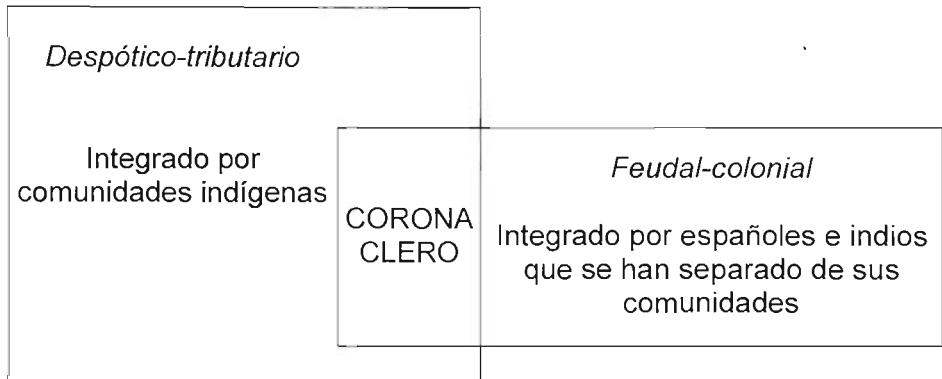 Despótico-tributario
Integrado por
comunidades indígenas
CORONA
CLERO
Feudal-colonial
Integrado por españoles e indios
que se han separado de sus
comunidades